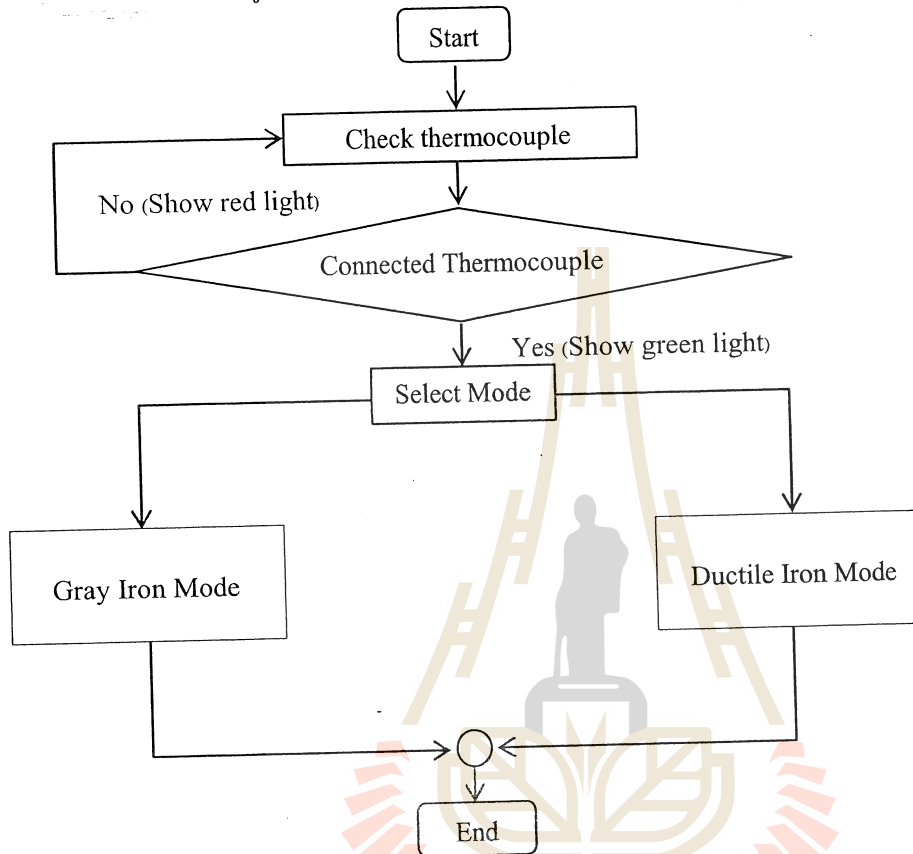 Start
Check thermocouple
No (Show red light)
Connected Thermocouple
Yes (Show green light)
Select Mode
Gray Iron Mode
Ductile Iron Mode
End